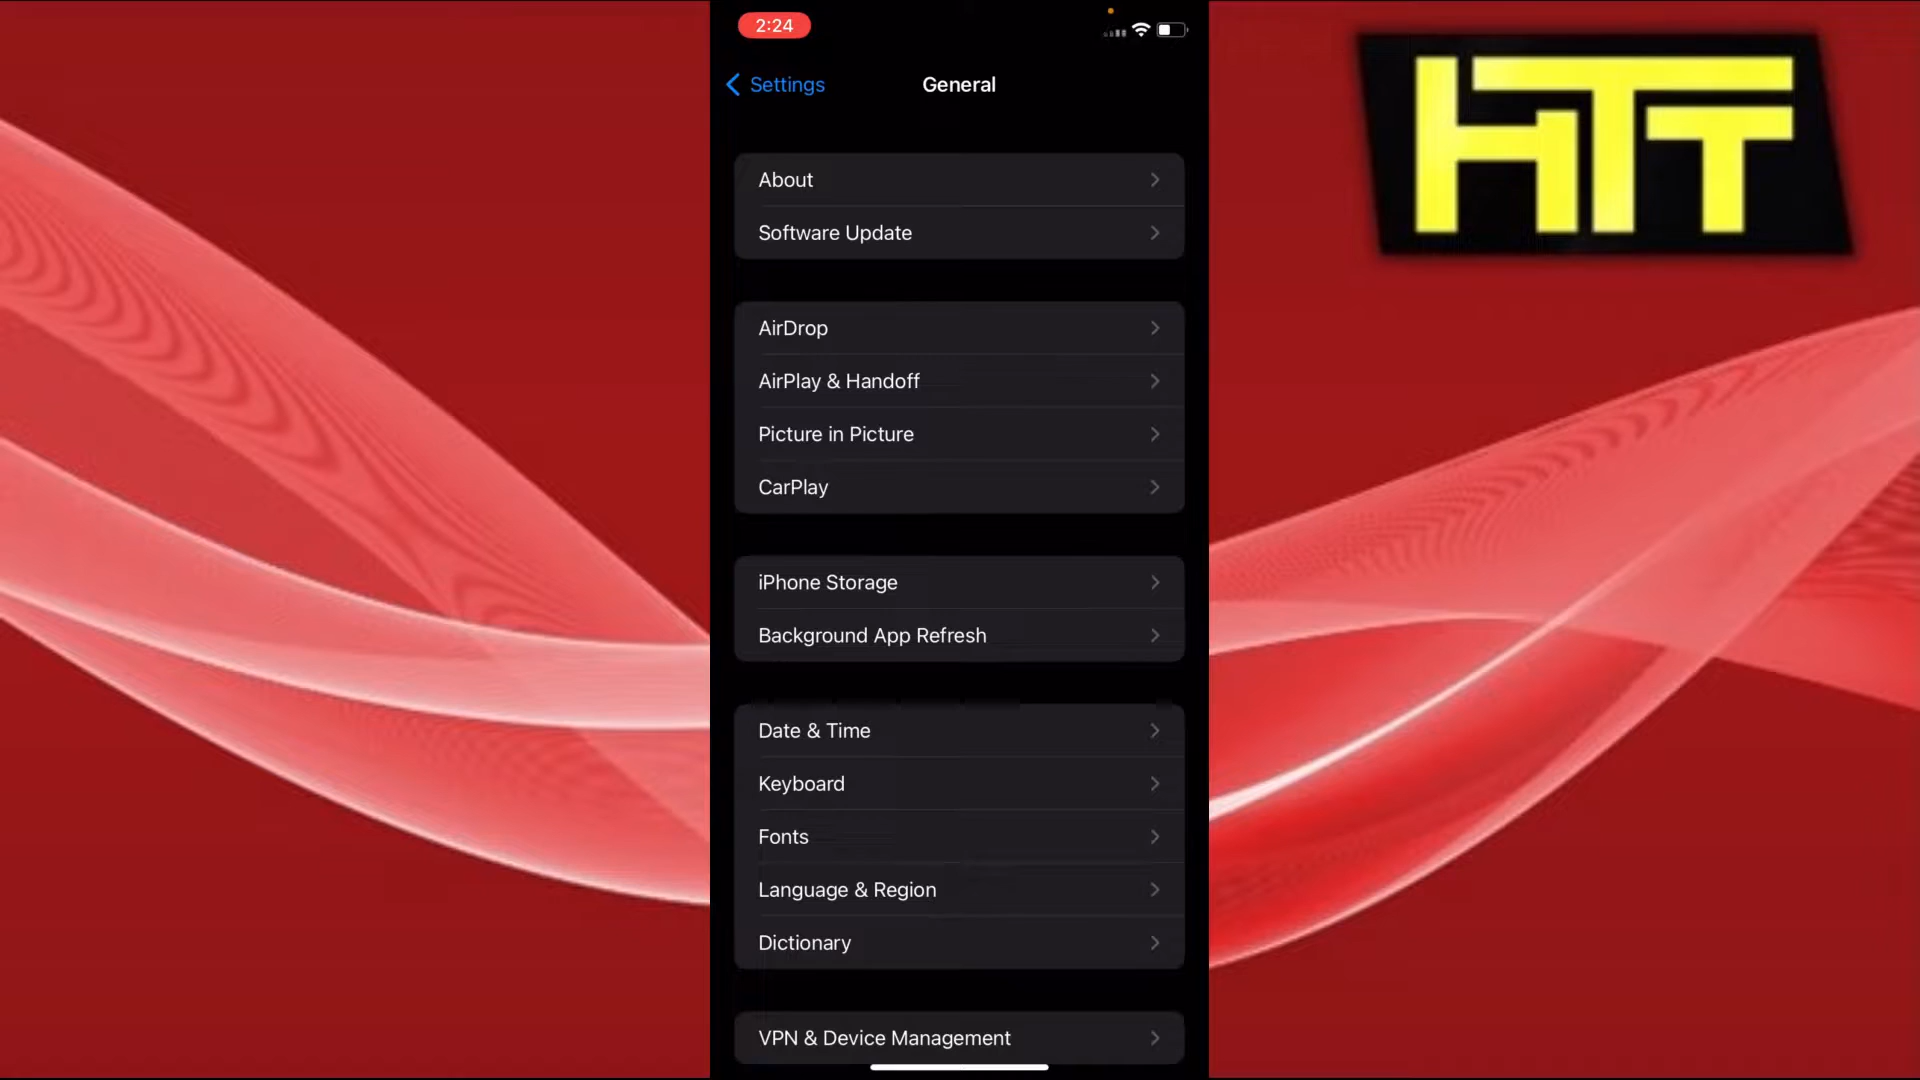 2:24
HTT
Settings
General
About
Software Update
AirDrop
AirPlay & Handoff
Picture in Picture
CarPlay
iPhone Storage
Background App Refresh
Date & Time
Keyboard
Fonts
Language & Region
Dictionary
VPN & Device Management